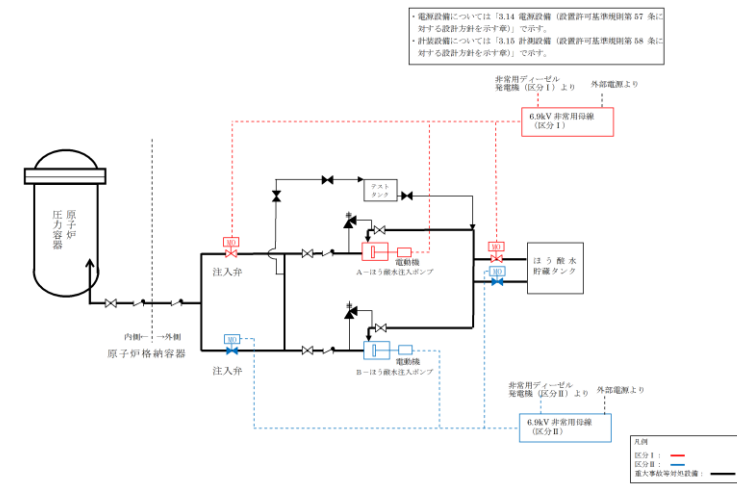 ・電源設備については「3.14 電源設備（設置許可基準規則第 57 条に
対する設計方針を示す章）」で示す。
・計装設備については「3.15 計測設備（設置許可基準規則第 58 条に
対する設計方針を示す章）」で示す。
非常用ディーゼル
発電機（区分Ⅰ）より
外部電源より
6.9kV 非常用母線
（区分Ⅰ）
テスト
タンク
原子炉
圧力容器
MO
注入弁
電動機
A－ほう酸水注入ポンプ
MO
MO
ほう酸水
貯蔵タンク
内側← →外側
原子炉格納容器
MO
注入弁
電動機
B－ほう酸水注入ポンプ
非常用ディーゼル
発電機（区分Ⅱ）より
外部電源より
6.9kV 非常用母線
（区分Ⅱ）
凡例
区分Ⅰ：
区分Ⅱ：
重大事故等対処設備：